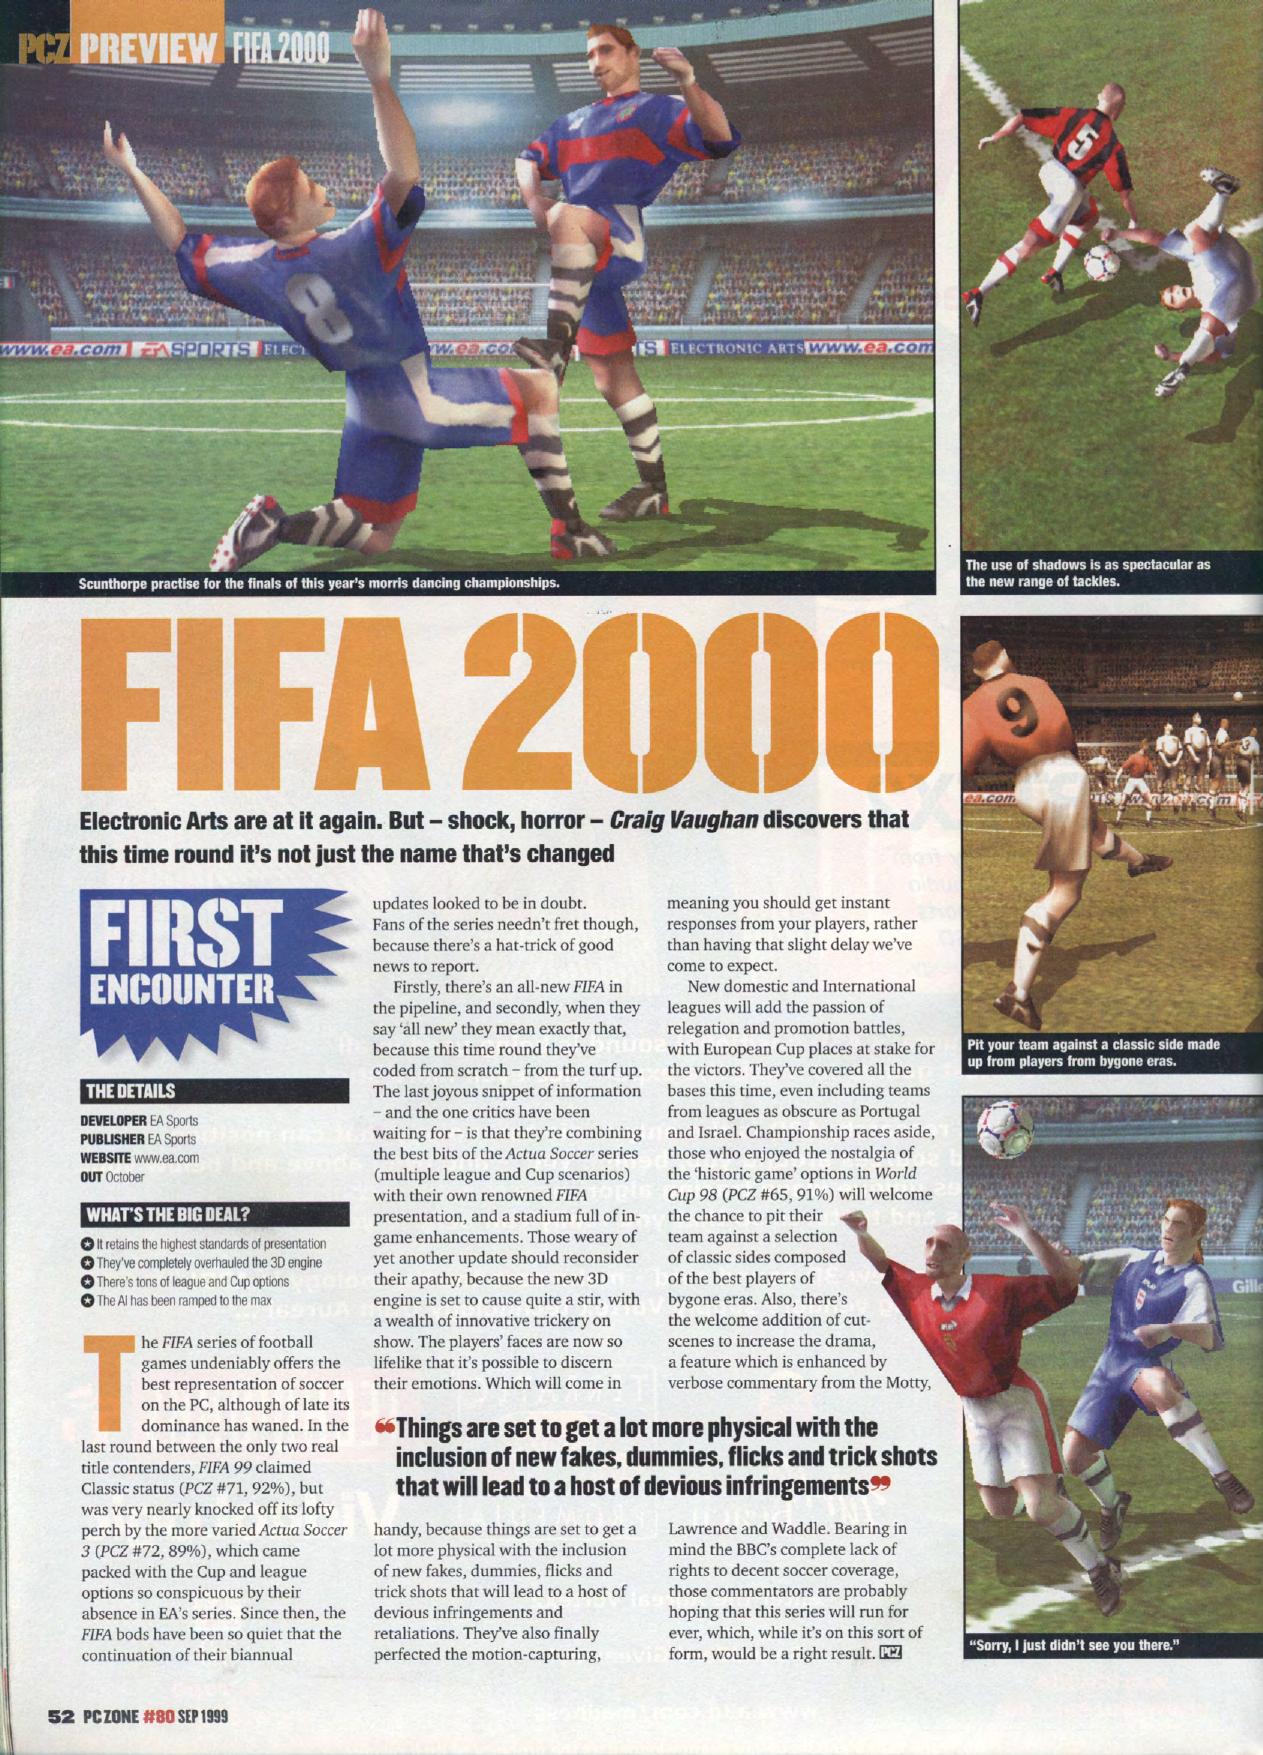 PCZ PREVIEW FIFA 2000
www.ea.com EA SPORTS ELECT
www.ea.co
TS ELECTRONIC ARTS www.ea.com
8
5
Scunthorpe practise for the finals of this year's morris dancing championships.
The use of shadows is as spectacular as
the new range of tackles.
FIFA 2000
Electronic Arts are at it again. But – shock, horror – Craig Vaughan discovers that
this time round it's not just the name that's changed
FIRST
ENCOUNTER
THE DETAILS
DEVELOPER EA Sports
PUBLISHER EA Sports
WEBSITE www.ea.com
OUT October
WHAT'S THE BIG DEAL?
It retains the highest standards of presentation
They've completely overhauled the 3D engine
There's tons of league and Cup options
The AI has been ramped to the max
The FIFA series of football
games undeniably offers the
best representation of soccer
on the PC, although of late its
dominance has waned. In the
last round between the only two real
title contenders, FIFA 99 claimed
Classic status (PCZ #71, 92%), but
was very nearly knocked off its lofty
perch by the more varied Actua Soccer
3 (PCZ #72, 89%), which came
packed with the Cup and league
options so conspicuous by their
absence in EA's series. Since then, the
FIFA bods have been so quiet that the
continuation of their biannual
updates looked to be in doubt.
Fans of the series needn't fret though,
because there's a hat-trick of good
news to report.
Firstly, there's an all-new FIFA in
the pipeline, and secondly, when they
say 'all new' they mean exactly that,
because this time round they've
coded from scratch – from the turf up.
The last joyous snippet of information
– and the one critics have been
waiting for – is that they're combining
the best bits of the Actua Soccer series
(multiple league and Cup scenarios)
with their own renowned FIFA
presentation, and a stadium full of in-
game enhancements. Those weary of
yet another update should reconsider
their apathy, because the new 3D
engine is set to cause quite a stir, with
a wealth of innovative trickery on
show. The players' faces are now so
lifelike that it's possible to discern
their emotions. Which will come in
handy, because things are set to get a
lot more physical with the inclusion
of new fakes, dummies, flicks and
trick shots that will lead to a host of
devious infringements and
retaliations. They've also finally
perfected the motion-capturing,
meaning you should get instant
responses from your players, rather
than having that slight delay we've
come to expect.
New domestic and International
leagues will add the passion of
relegation and promotion battles,
with European Cup places at stake for
the victors. They've covered all the
bases this time, even including teams
from leagues as obscure as Portugal
and Israel. Championship races aside,
those who enjoyed the nostalgia of
the 'historic game' options in World
Cup 98 (PCZ #65, 91%) will welcome
the chance to pit their
team against a selection
of classic sides composed
of the best players of
bygone eras. Also, there's
the welcome addition of cut-
scenes to increase the drama,
a feature which is enhanced by
verbose commentary from the Motty,
Lawrence and Waddle. Bearing in
mind the BBC's complete lack of
rights to decent soccer coverage,
those commentators are probably
hoping that this series will run for
ever, which, while it's on this sort of
form, would be a right result. PCZ
“Things are set to get a lot more physical with the
inclusion of new fakes, dummies, flicks and trick shots
that will lead to a host of devious infringements”
9
3
ea.com
Pit your team against a classic side made
up from players from bygone eras.
Gille
“Sorry, I just didn't see you there.”
52 PC ZONE #80 SEP 1999